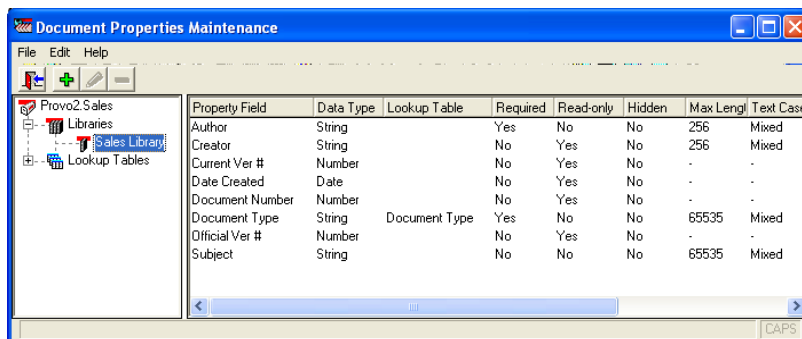 Document Properties Maintenance
File Edit Help
Provo2.Sales
Libraries
Sales Library
Lookup Tables
Property Field Data Type Lookup Table Required Read-only Hidden Max Lengl Text Case
Author String Yes No No 256 Mixed
Creator String No Yes No 256 Mixed
Current Ver # Number No Yes No - -
Date Created Date No Yes No - -
Document Number Number No Yes No - -
Document Type String Document Type Yes No No 65535 Mixed
Official Ver # Number No Yes No - -
Subject String No No No 65535 Mixed
CAPS